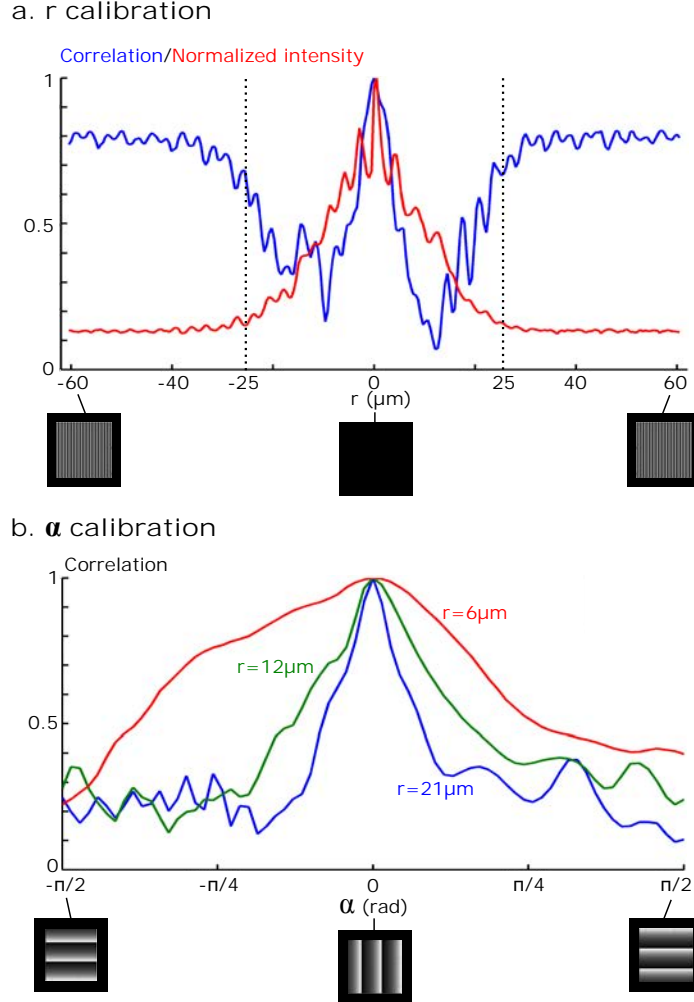 a. r calibration
Correlation/Normalized intensity
1
0.5
0
-60 -40 -25 0 25 40 60
r (µm)
b. α calibration
Correlation
1
r=6µm
r=12µm
0.5
r=21µm
0
-π/2 -π/4 0 π/4 π/2
α (rad)